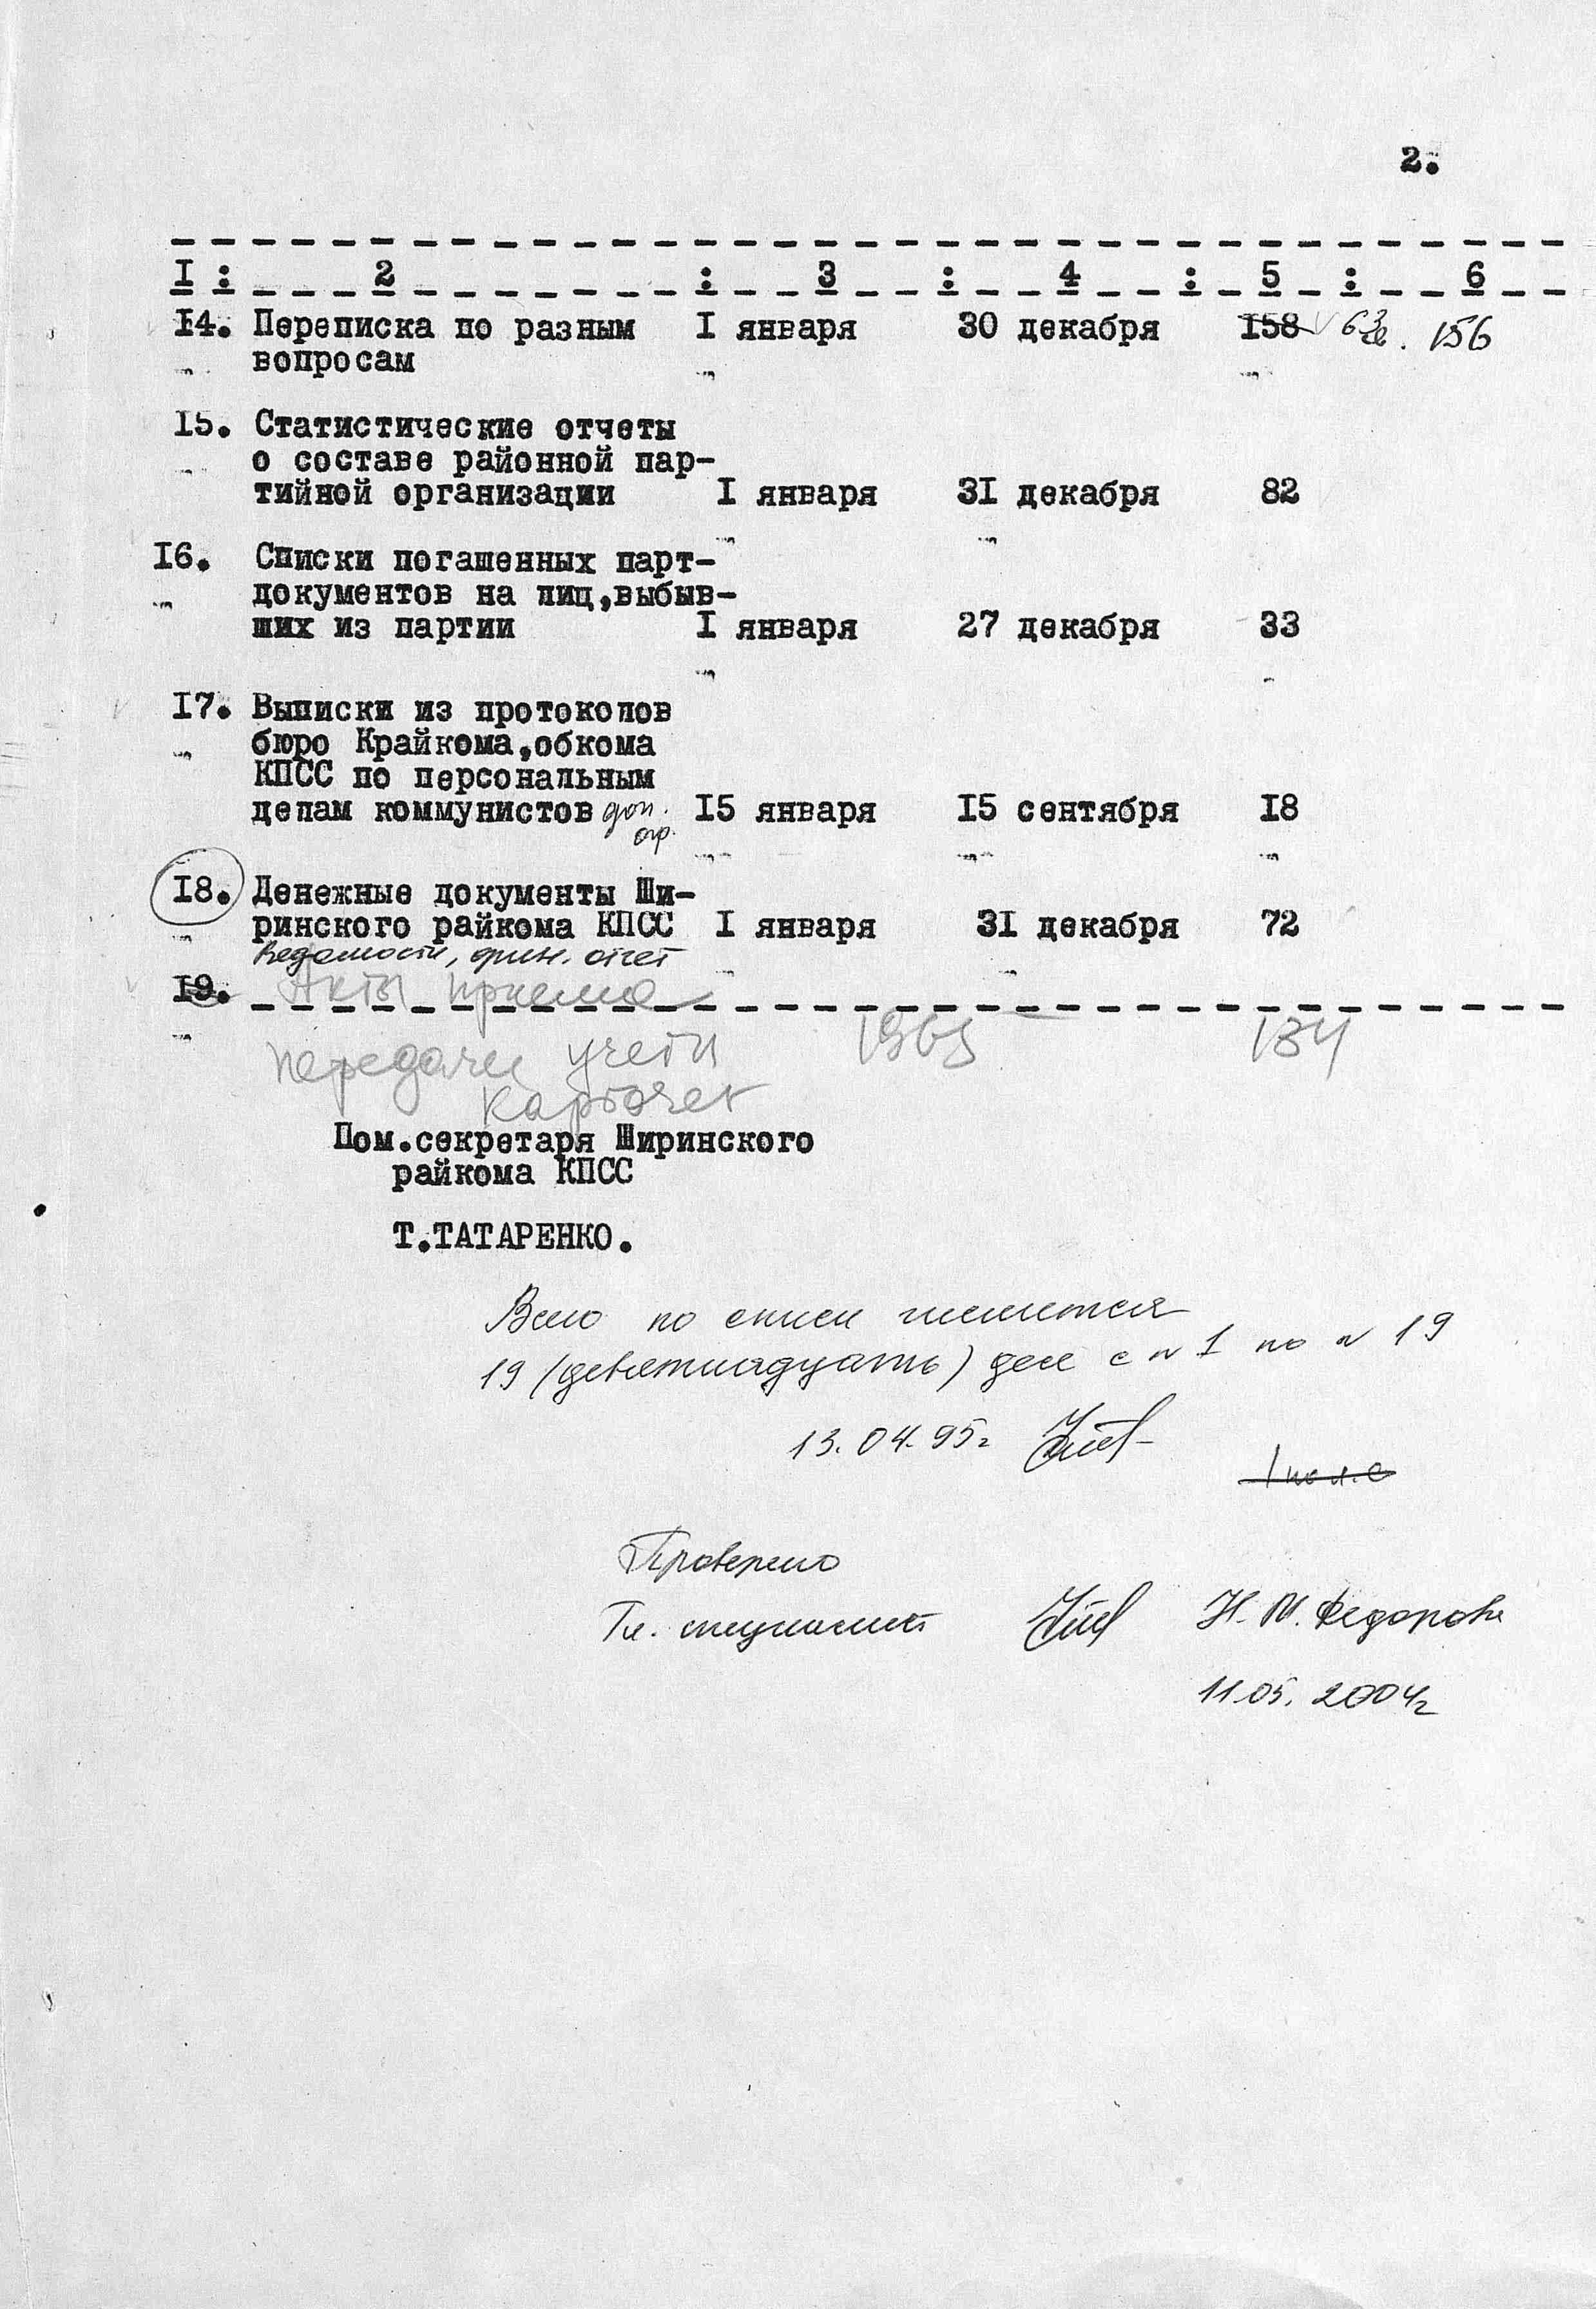 2.
I : 2 : 3 : 4 : 5 : 6
I4. Переписка по разным I января 30 декабря I58 156
вопросам
I5. Статистические отчеты
о составе районной пар-
тийной организации I января 3I декабря 82
I6. Списки погашенных парт-
документов на лиц,выбыв-
ших из партии I января 27 декабря 33
I7. Выписки из протоколов
бюро Крайкома,обкома
КПСС по персональным
делам коммунистов I5 января I5 сентября I8
I8. Денежные документы Ши-
ринского райкома КПСС I января 3I декабря 72
Ведомости, фин. отчет
I9. Акты приема
передачи учетн 1965 134
карточек
Пом.секретаря Ширинского
райкома КПСС
Т.ТАТАРЕНКО.
Всего по описи имеется
19 (девятнадцать) дел с № 1 по № 19
13.04.95г
Проверено
Гл. специалист Н. М. Федорова
11.05.2004г